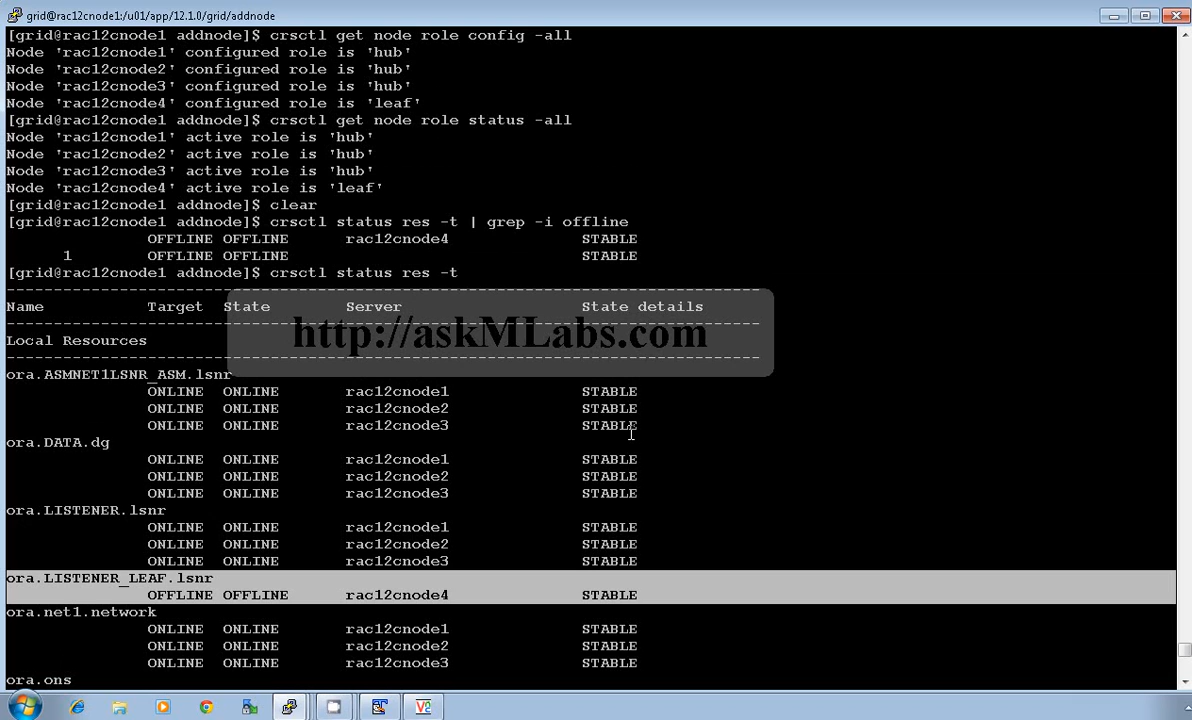 grid@rac12cnode1:/u01/app/12.1.0/grid/addnode
[grid@rac12cnode1 addnode]$ crsctl get node role config -all
Node 'rac12cnode1' configured role is 'hub'
Node 'rac12cnode2' configured role is 'hub'
Node 'rac12cnode3' configured role is 'hub'
Node 'rac12cnode4' configured role is 'leaf'
[grid@rac12cnode1 addnode]$ crsctl get node role status -all
Node 'rac12cnode1' active role is 'hub'
Node 'rac12cnode2' active role is 'hub'
Node 'rac12cnode3' active role is 'hub'
Node 'rac12cnode4' active role is 'leaf'
[grid@rac12cnode1 addnode]$ clear
[grid@rac12cnode1 addnode]$ crsctl status res -t | grep -i offline
OFFLINE OFFLINE rac12cnode4 STABLE
1 OFFLINE OFFLINE STABLE
[grid@rac12cnode1 addnode]$ crsctl status res -t
--------------------------------------------------------------------------------
Name Target State Server State details
--------------------------------------------------------------------------------
http://askMLabs.com
Local Resources
--------------------------------------------------------------------------------
ora.ASMNET1LSNR_ASM.lsnr
ONLINE ONLINE rac12cnode1 STABLE
ONLINE ONLINE rac12cnode2 STABLE
ONLINE ONLINE rac12cnode3 STABLE
ora.DATA.dg
ONLINE ONLINE rac12cnode1 STABLE
ONLINE ONLINE rac12cnode2 STABLE
ONLINE ONLINE rac12cnode3 STABLE
ora.LISTENER.lsnr
ONLINE ONLINE rac12cnode1 STABLE
ONLINE ONLINE rac12cnode2 STABLE
ONLINE ONLINE rac12cnode3 STABLE
ora.LISTENER_LEAF.lsnr
OFFLINE OFFLINE rac12cnode4 STABLE
ora.net1.network
ONLINE ONLINE rac12cnode1 STABLE
ONLINE ONLINE rac12cnode2 STABLE
ONLINE ONLINE rac12cnode3 STABLE
ora.ons